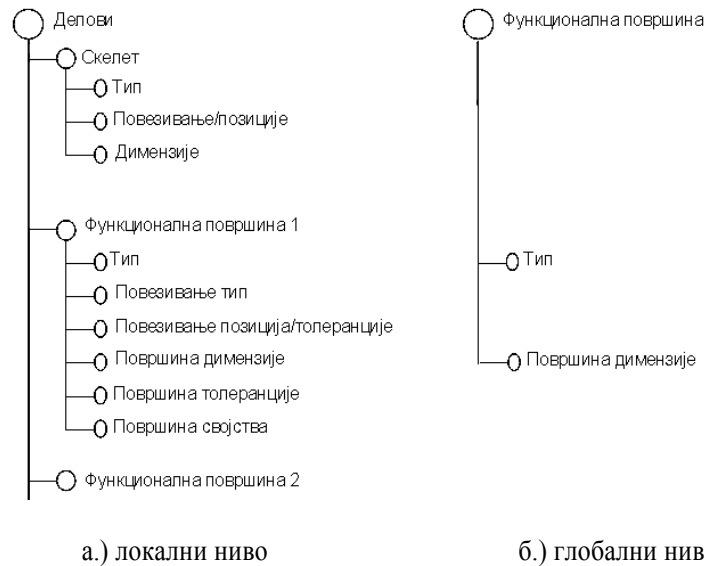 Делови
Скелет
Тип
Повезивање/позиције
Димензије
Функционална површина 1
Тип
Повезивање тип
Повезивање позиција/толеранције
Површина димензије
Површина толеранције
Површина својства
Функционална површина 2
а.) локални ниво
Функционална површина
Тип
Површина димензије
б.) глобални нив